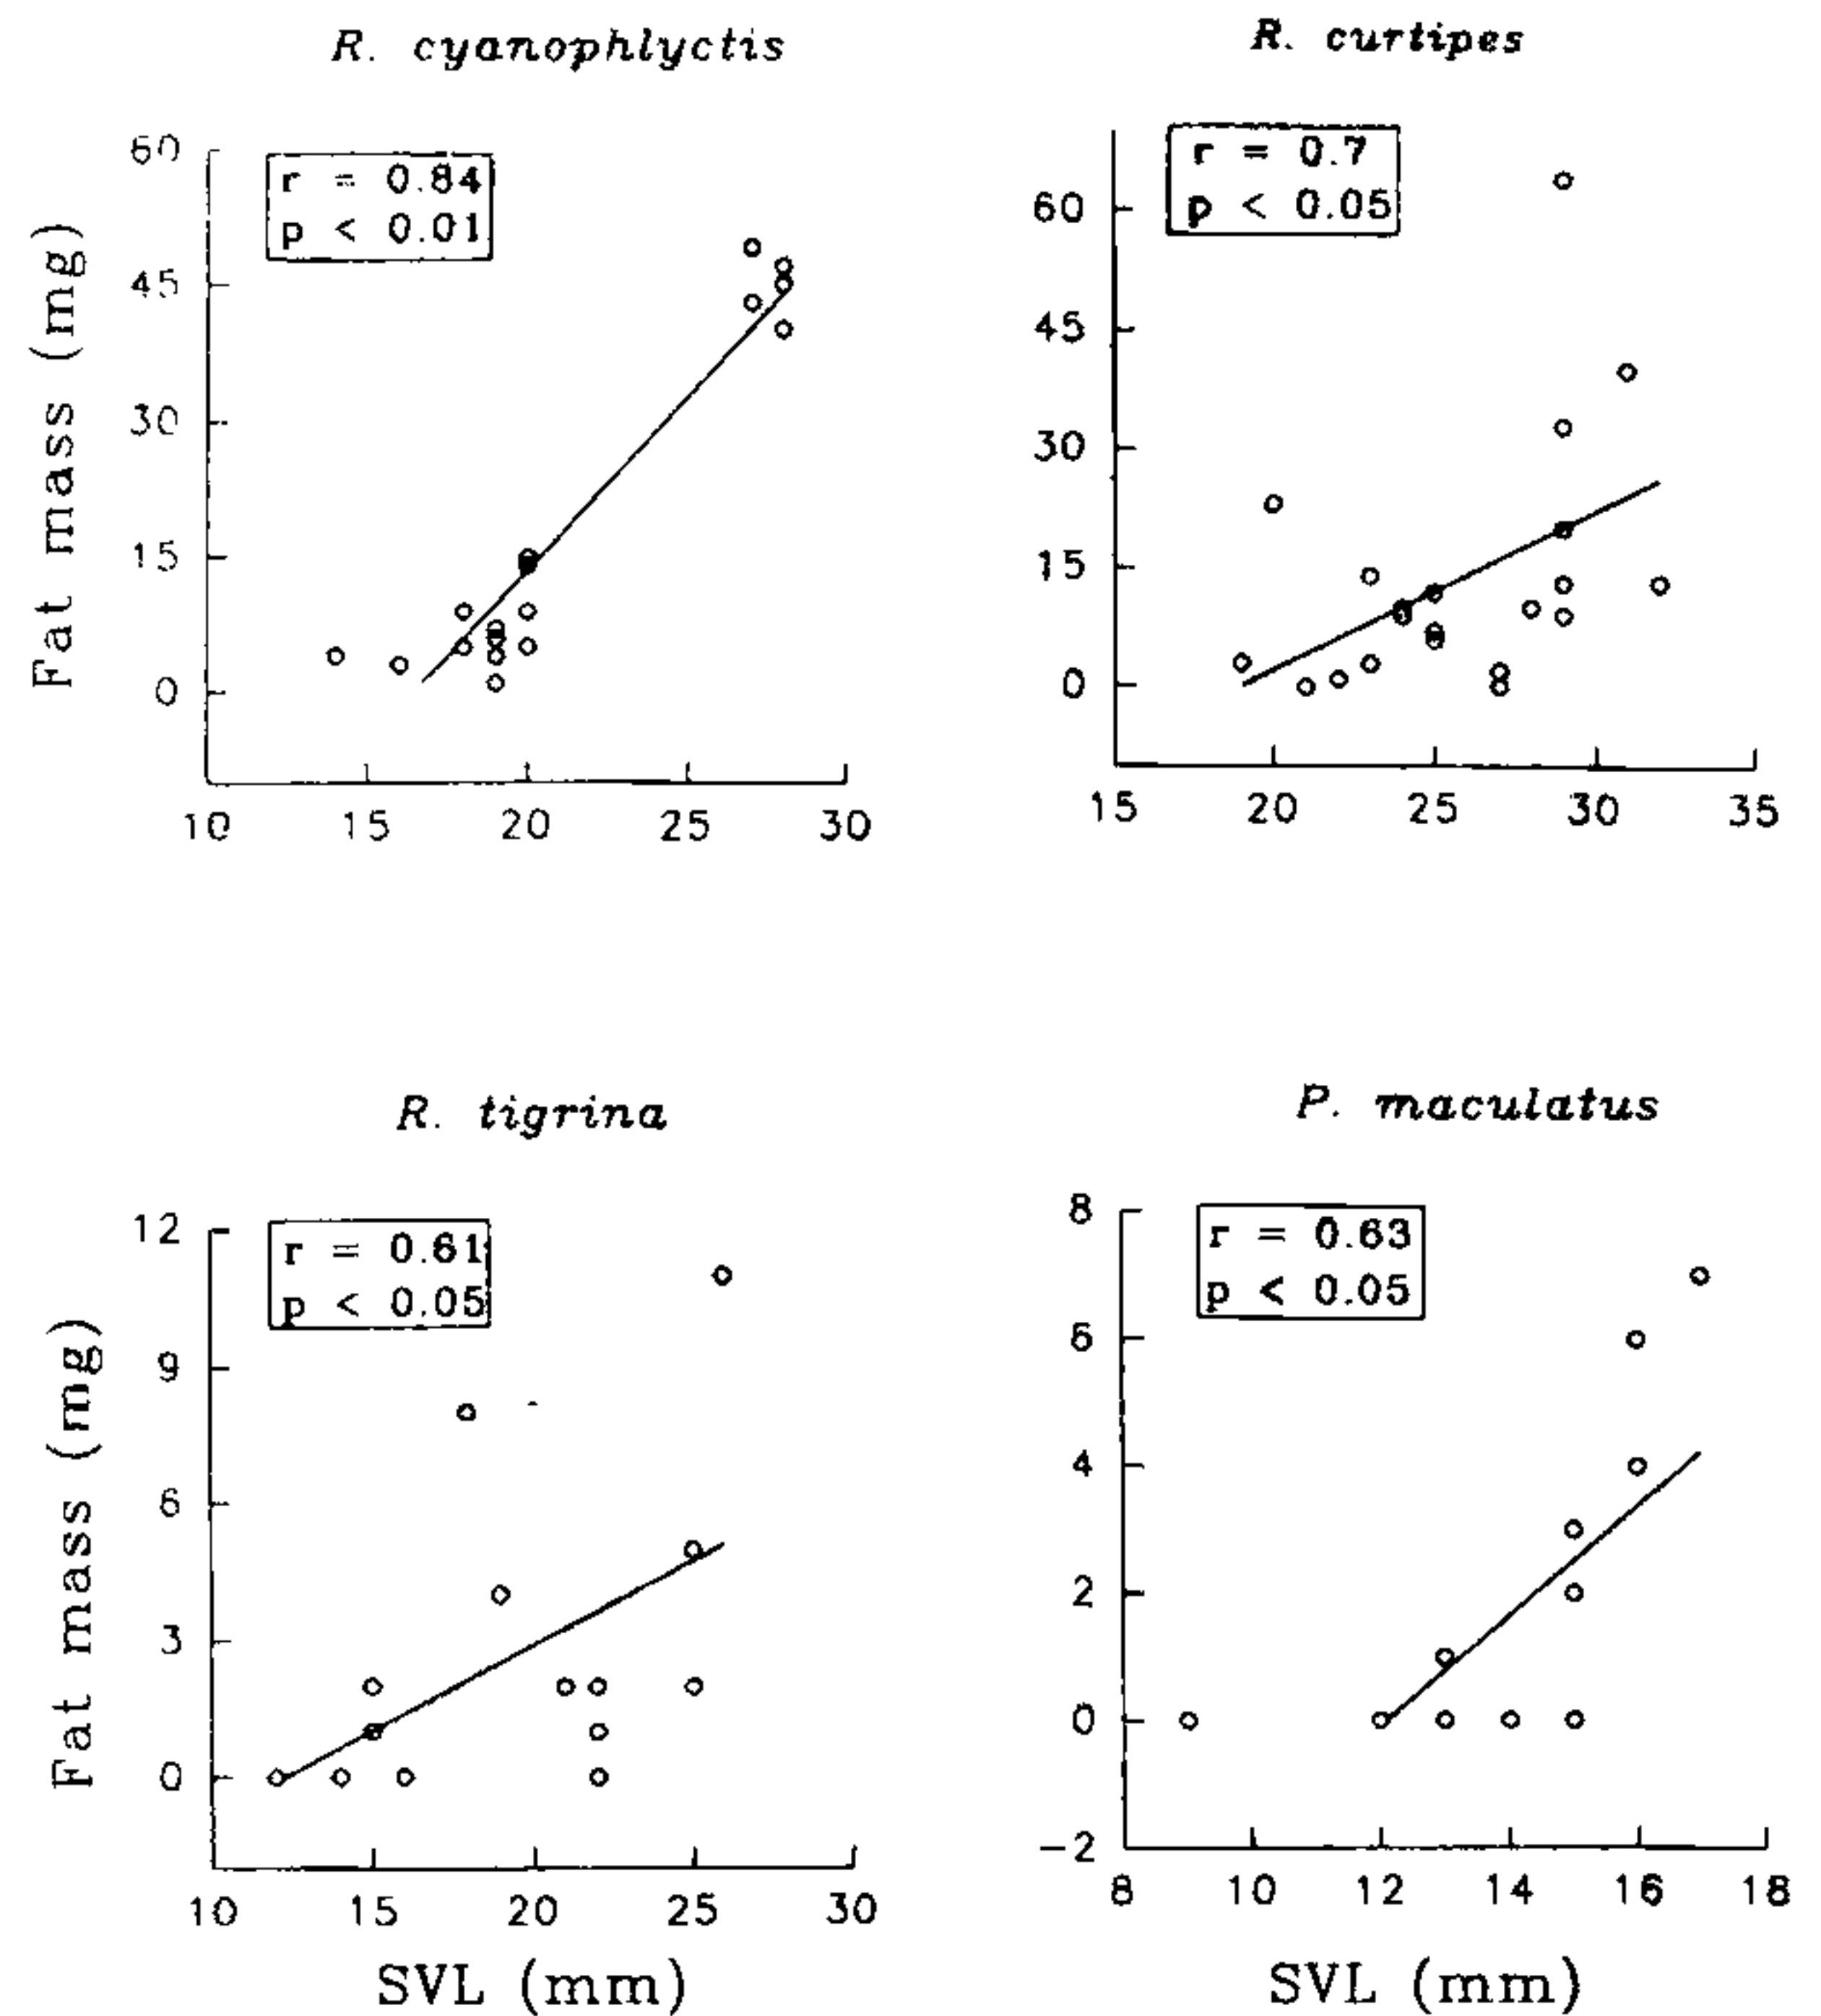 R. cyanophlyctis
r = 0.84
p < 0.01
Fat mass (mg)
60
45
30
15
0
10 15 20 25 30
R. curtipes
r = 0.7
p < 0.05
60
45
30
15
0
15 20 25 30 35
R. tigrina
r = 0.61
p < 0.05
Fat mass (mg)
12
9
6
3
0
10 15 20 25 30
SVL (mm)
P. maculatus
r = 0.63
p < 0.05
8
6
4
2
0
-2
8 10 12 14 16 18
SVL (mm)